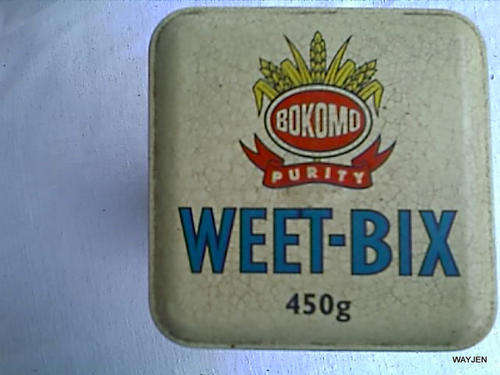 BOKOMO
PURITY
WEET-BIX
450g
WAYJEN